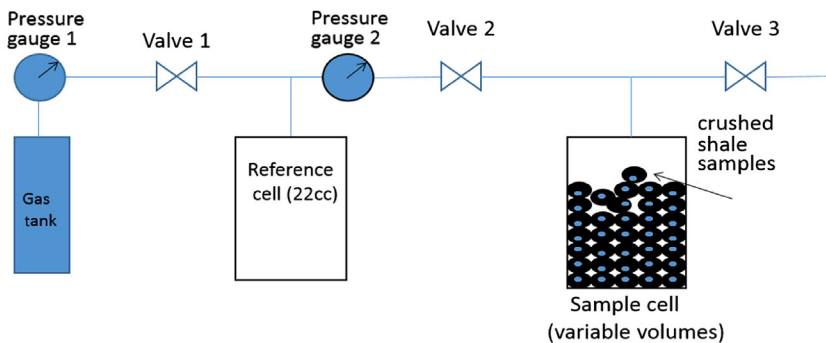 Pressure
gauge 1
Valve 1
Pressure
gauge 2
Valve 2
Valve 3
Gas
tank
Reference
cell (22cc)
crushed
shale
samples
Sample cell
(variable volumes)